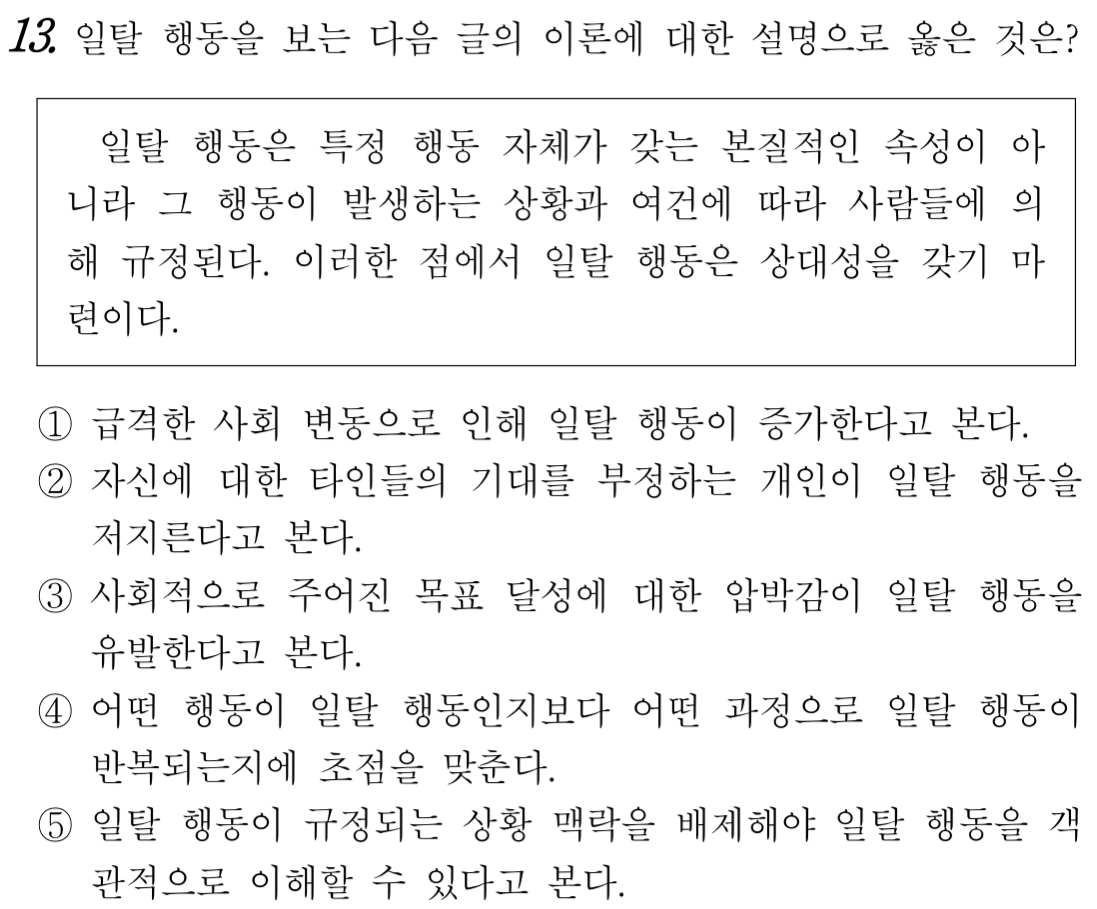 13. 일탈 행동을 보는 다음 글의 이론에 대한 설명으로 옳은 것은?
일탈 행동은 특정 행동 자체가 갖는 본질적인 속성이 아
니라 그 행동이 발생하는 상황과 여건에 따라 사람들에 의
해 규정된다. 이러한 점에서 일탈 행동은 상대성을 갖기 마
련이다.
① 급격한 사회 변동으로 인해 일탈 행동이 증가한다고 본다.
② 자신에 대한 타인들의 기대를 부정하는 개인이 일탈 행동을
저지른다고 본다.
③ 사회적으로 주어진 목표 달성에 대한 압박감이 일탈 행동을
유발한다고 본다.
④ 어떤 행동이 일탈 행동인지보다 어떤 과정으로 일탈 행동이
반복되는지에 초점을 맞춘다.
⑤ 일탈 행동이 규정되는 상황 맥락을 배제해야 일탈 행동을 객
관적으로 이해할 수 있다고 본다.